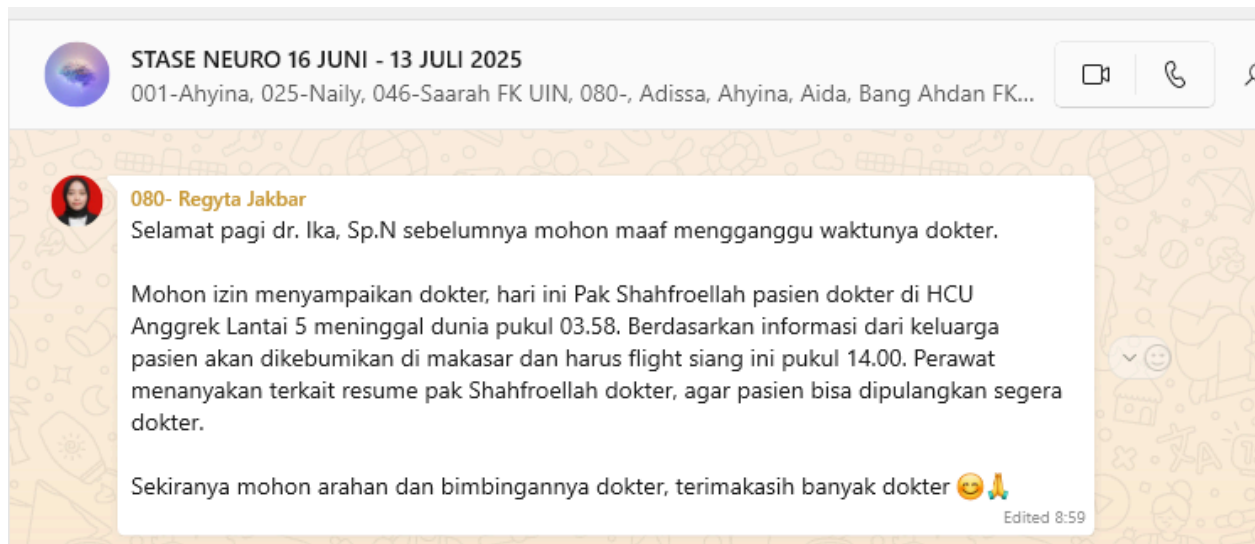 STASE NEURO 16 JUNI - 13 JULI 2025
001-Ahyina, 025-Naily, 046-Saarah FK UIN, 080-, Adissa, Ahyina, Aida, Bang Ahdan FK...
080- Regyta Jakbar
Selamat pagi dr. Ika, Sp.N sebelumnya mohon maaf mengganggu waktunya dokter.
Mohon izin menyampaikan dokter, hari ini Pak Shahfroellah pasien dokter di HCU
Anggrek Lantai 5 meninggal dunia pukul 03.58. Berdasarkan informasi dari keluarga
pasien akan dikebumikan di makasar dan harus flight siang ini pukul 14.00. Perawat
menanyakan terkait resume pak Shahfroellah dokter, agar pasien bisa dipulangkan segera
dokter.
Sekiranya mohon arahan dan bimbingannya dokter, terimakasih banyak dokter 😊🙏
Edited 8:59